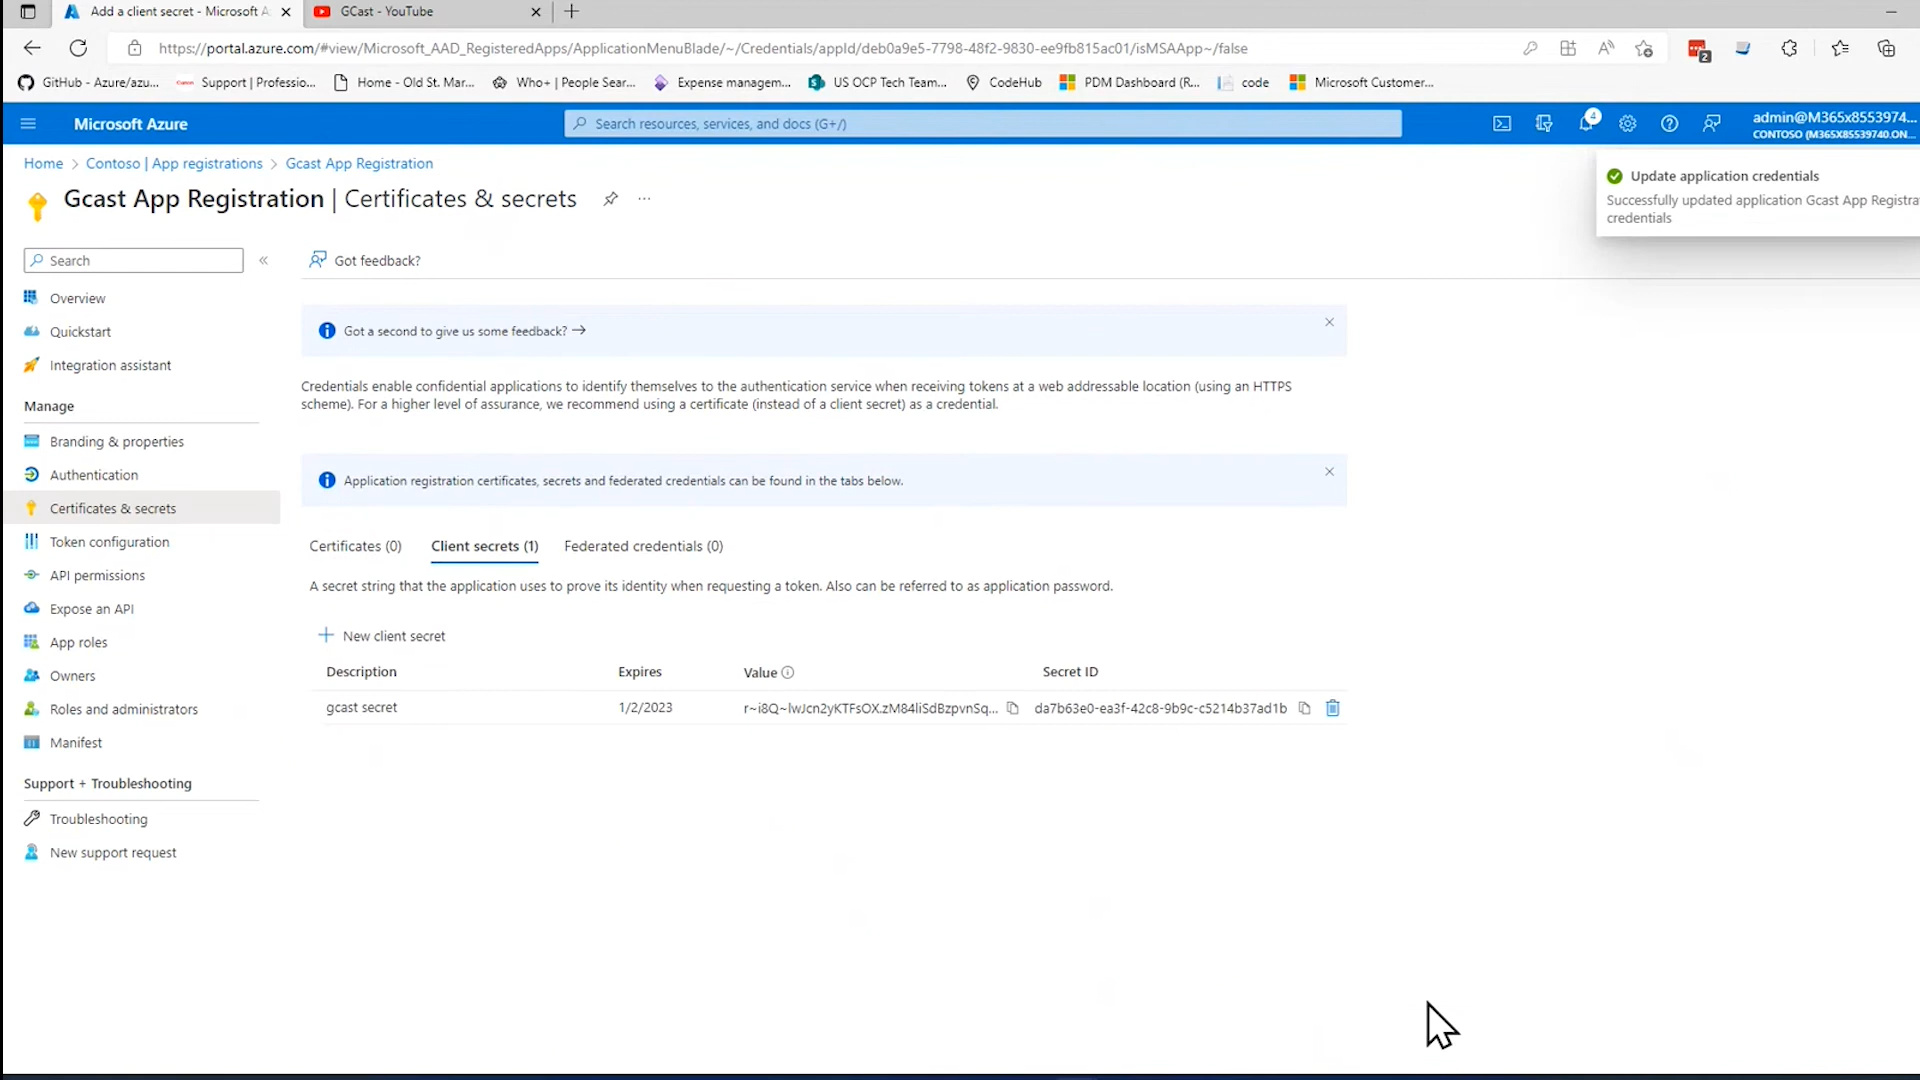 Add a client secret - Microsoft A
GCast - YouTube
https://portal.azure.com/#view/Microsoft_AAD_RegisteredApps/ApplicationMenuBlade/~/Credentials/appId/deb0a9e5-7798-48f2-9830-ee9fb815ac01/isMSAApp~/false
2
GitHub - Azure/azu...
Support | Professio...
Home - Old St. Mar...
Who+ | People Sear...
Expense managem...
US OCP Tech Team...
CodeHub
PDM Dashboard (R...
code
Microsoft Customer...
Microsoft Azure
Search resources, services, and docs (G+/)
4
admin@M365x8553974...
CONTOSO (M365X8553974O.ON...
Home > Contoso | App registrations > Gcast App Registration
Gcast App Registration | Certificates & secrets
...
Update application credentials
Successfully updated application Gcast App Registra
credentials
Search
«
Got feedback?
Overview
Quickstart
Integration assistant
Manage
Branding & properties
Authentication
Certificates & secrets
Token configuration
API permissions
Expose an API
App roles
Owners
Roles and administrators
Manifest
Support + Troubleshooting
Troubleshooting
New support request
Got a second to give us some feedback? →
Credentials enable confidential applications to identify themselves to the authentication service when receiving tokens at a web addressable location (using an HTTPS
scheme). For a higher level of assurance, we recommend using a certificate (instead of a client secret) as a credential.
Application registration certificates, secrets and federated credentials can be found in the tabs below.
Certificates (0) Client secrets (1) Federated credentials (0)
A secret string that the application uses to prove its identity when requesting a token. Also can be referred to as application password.
New client secret
Description Expires Value Secret ID
gcast secret 1/2/2023 r~i8Q~lwJcn2yKTFsOX.zM84liSdBzpvnSq... da7b63e0-ea3f-42c8-9b9c-c5214b37ad1b